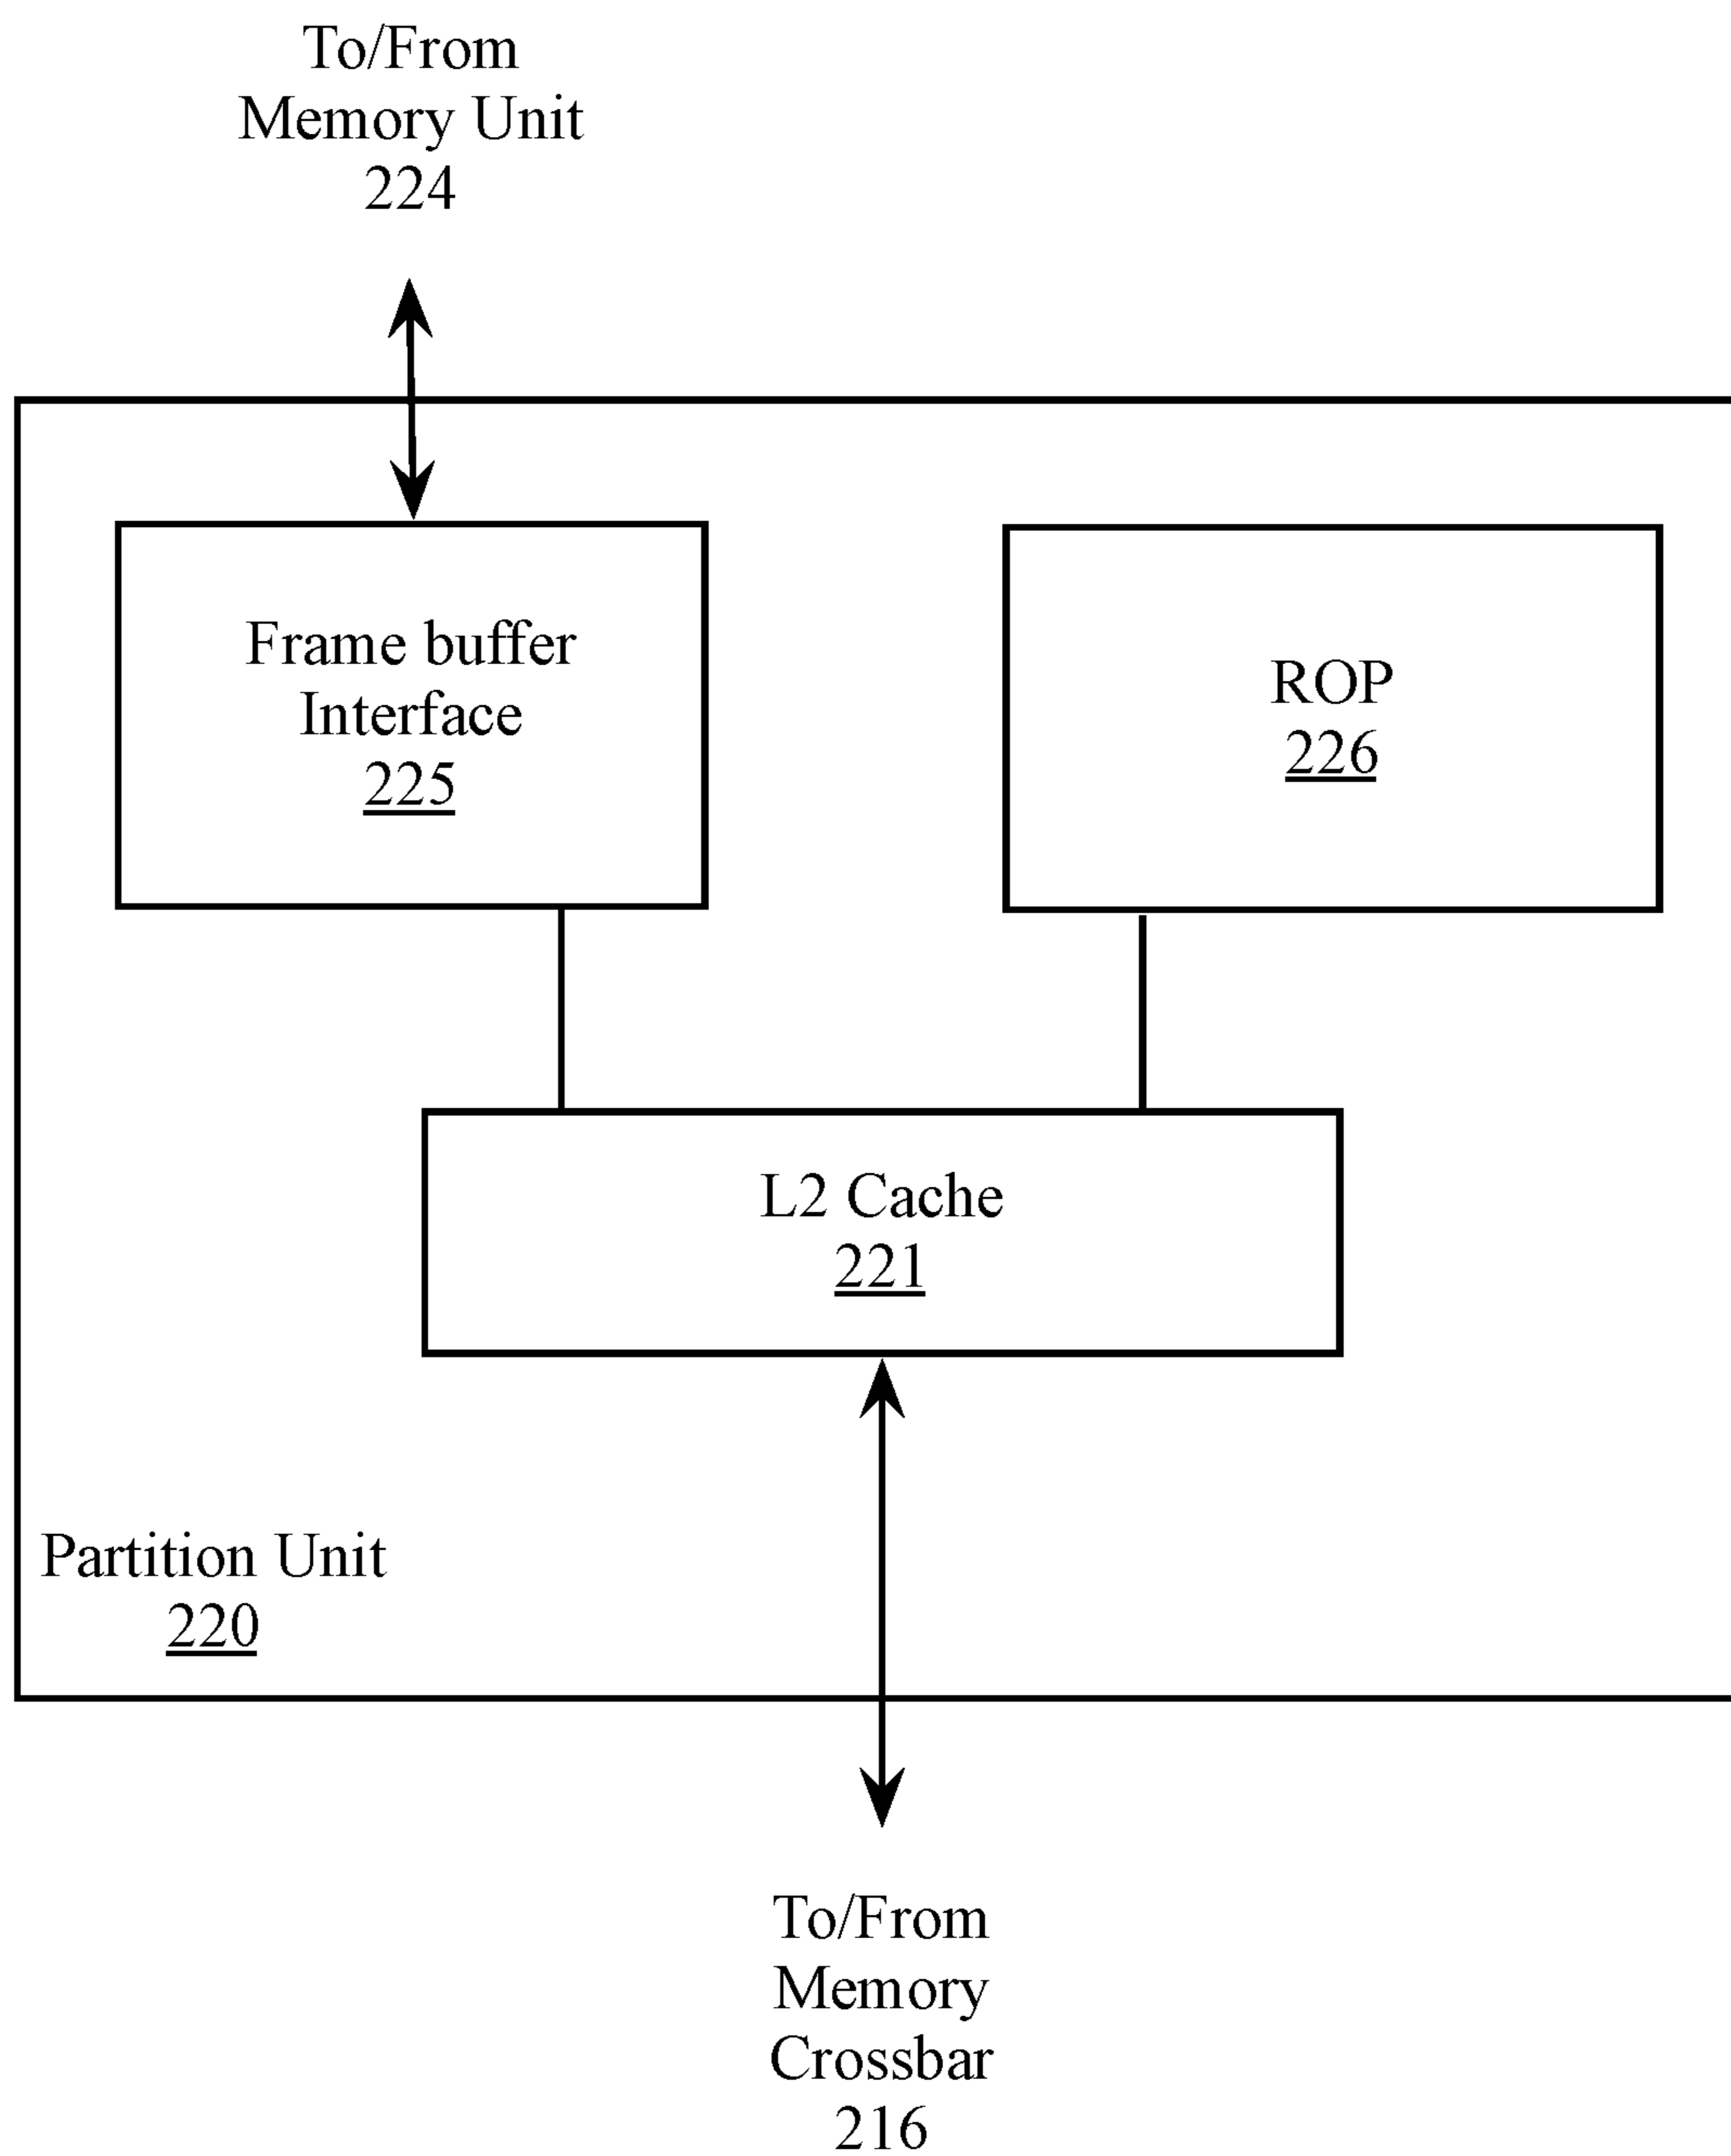 To/From
Memory Unit
224
Frame buffer
Interface
225
ROP
226
L2 Cache
221
Partition Unit
220
To/From
Memory
Crossbar
216